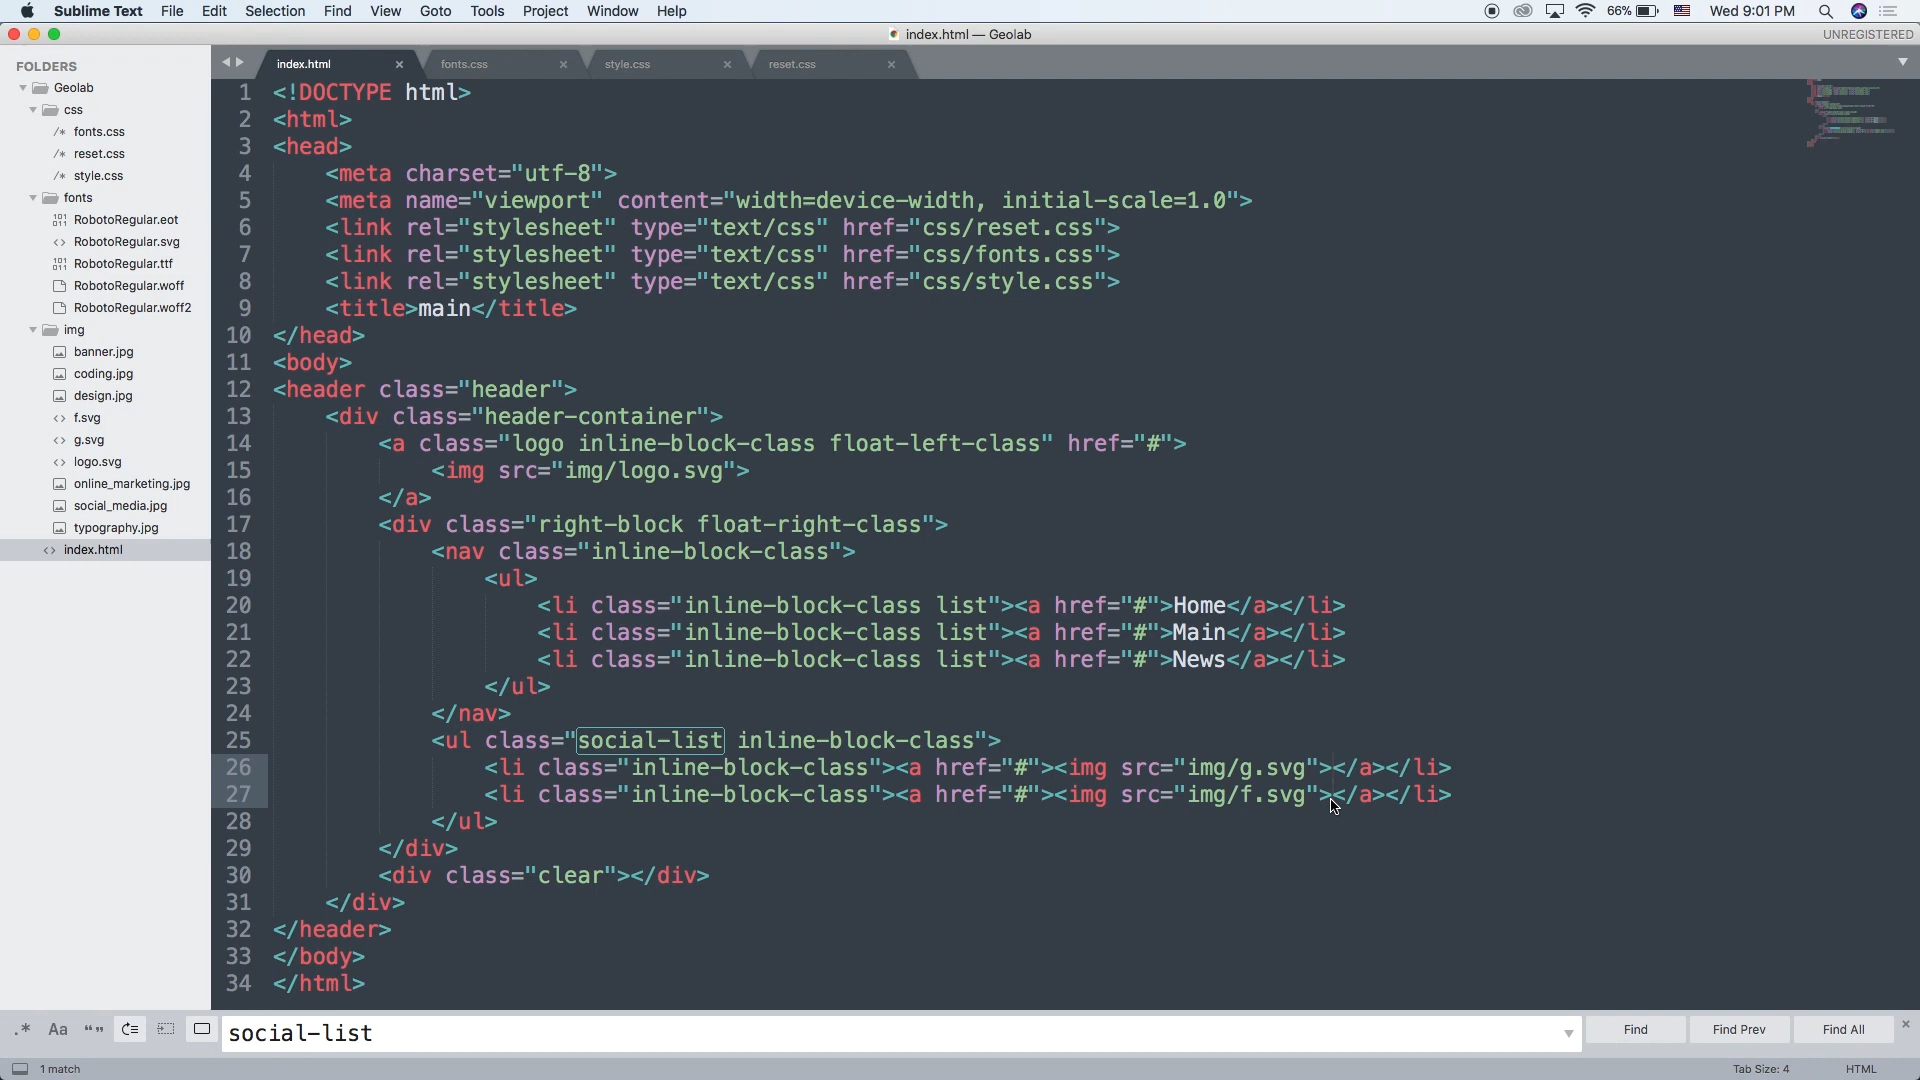 Sublime Text File Edit Selection Find View Goto Tools Project Window Help 66% Wed 9:01 PM
index.html — Geolab UNREGISTERED
FOLDERS
Geolab
css
/* fonts.css
/* reset.css
/* style.css
fonts
RobotoRegular.eot
<> RobotoRegular.svg
RobotoRegular.ttf
RobotoRegular.woff
RobotoRegular.woff2
img
banner.jpg
coding.jpg
design.jpg
<> f.svg
<> g.svg
<> logo.svg
online_marketing.jpg
social_media.jpg
typography.jpg
<> index.html
index.html × fonts.css × style.css × reset.css ×
1 <!DOCTYPE html>
2 <html>
3 <head>
4 <meta charset="utf-8">
5 <meta name="viewport" content="width=device-width, initial-scale=1.0">
6 <link rel="stylesheet" type="text/css" href="css/reset.css">
7 <link rel="stylesheet" type="text/css" href="css/fonts.css">
8 <link rel="stylesheet" type="text/css" href="css/style.css">
9 <title>main</title>
10 </head>
11 <body>
12 <header class="header">
13 <div class="header-container">
14 <a class="logo inline-block-class float-left-class" href="#">
15 <img src="img/logo.svg">
16 </a>
17 <div class="right-block float-right-class">
18 <nav class="inline-block-class">
19 <ul>
20 <li class="inline-block-class list"><a href="#">Home</a></li>
21 <li class="inline-block-class list"><a href="#">Main</a></li>
22 <li class="inline-block-class list"><a href="#">News</a></li>
23 </ul>
24 </nav>
25 <ul class="social-list inline-block-class">
26 <li class="inline-block-class"><a href="#"><img src="img/g.svg"></a></li>
27 <li class="inline-block-class"><a href="#"><img src="img/f.svg"></a></li>
28 </ul>
29 </div>
30 <div class="clear"></div>
31 </div>
32 </header>
33 </body>
34 </html>
.* Aa “” social-list Find Find Prev Find All ×
1 match Tab Size: 4 HTML